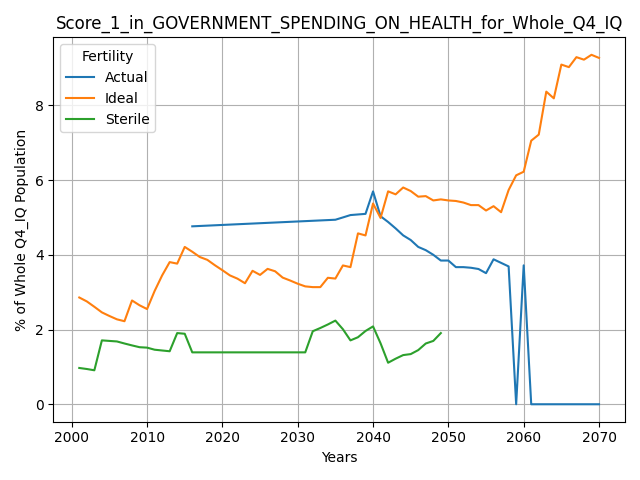 Score_1_in_GOVERNMENT_SPENDING_ON_HEALTH_for_Whole_Q4_IQ
Fertility
Actual
Ideal
Sterile
% of Whole Q4_IQ Population
8
6
4
2
0
2000 2010 2020 2030 2040 2050 2060 2070
Years